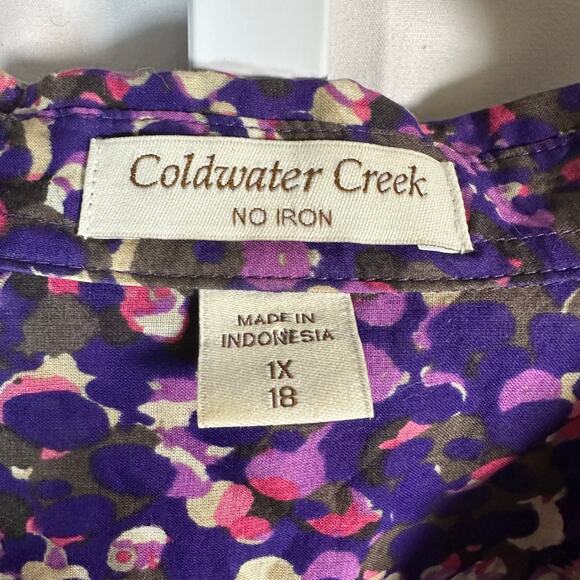 Coldwater Creek
NO IRON
MADE IN
INDONESIA
1X
18